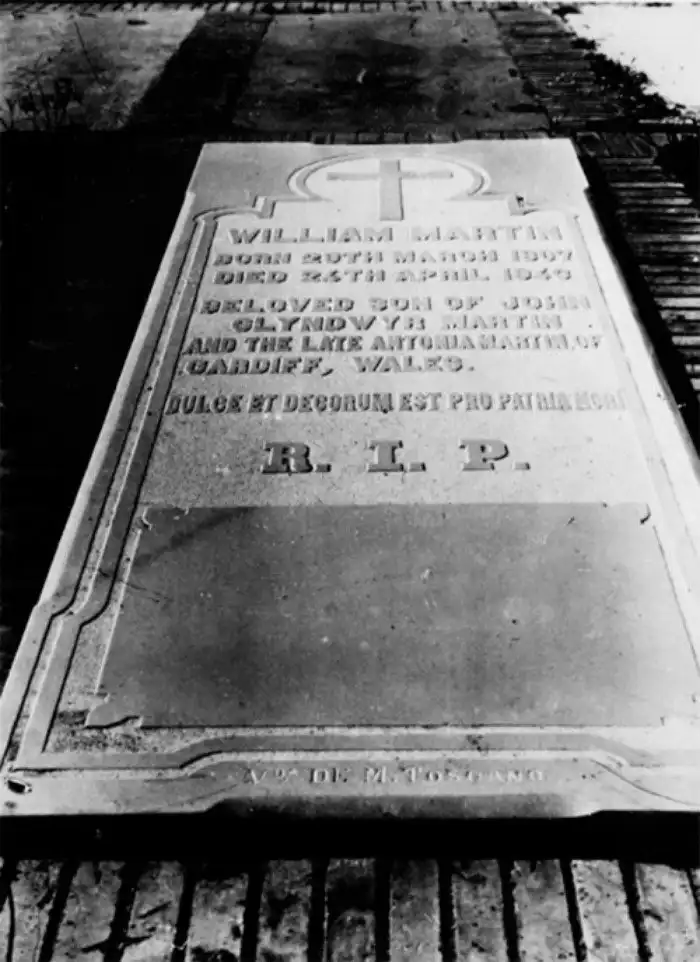 WILLIAM MARTIN
BORN 29TH MARCH 1907
DIED 24TH APRIL 1943
BELOVED SON OF JOHN
GLYNDWYR MARTIN
AND THE LATE ANTONIA MARTIN, OF
CARDIFF, WALES.
DULCE ET DECORUM EST PRO PATRIA MORI
R. I. P.
Vda DE M. TOSCANO